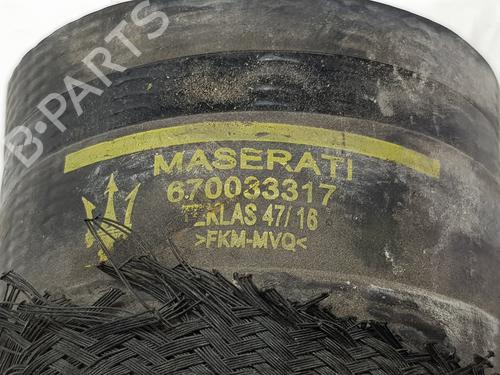 B-PARTS
MASERATI
670033317
TEKLAS 47/16
>FKM-MVQ<